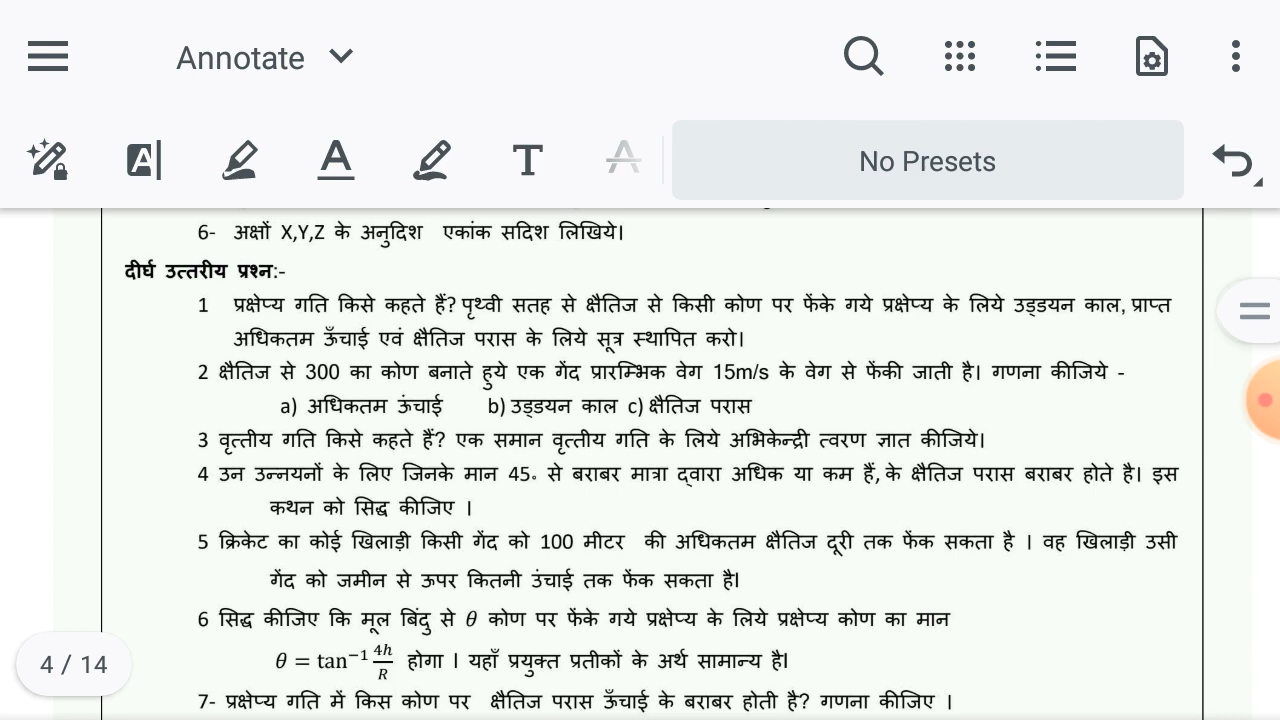 Annotate
No Presets
6- अक्षों X,Y,Z के अनुदिश एकांक सदिश लिखिये।
दीर्घ उत्तरीय प्रश्न:-
1 प्रक्षेप्य गति किसे कहते हैं? पृथ्वी सतह से क्षैतिज से किसी कोण पर फेंके गये प्रक्षेप्य के लिये उड्डयन काल, प्राप्त
अधिकतम ऊँचाई एवं क्षैतिज परास के लिये सूत्र स्थापित करो।
2 क्षैतिज से 300 का कोण बनाते हुये एक गेंद प्रारम्भिक वेग 15m/s के वेग से फेंकी जाती है। गणना कीजिये -
a) अधिकतम ऊंचाई b) उड्डयन काल c) क्षैतिज परास
3 वृत्तीय गति किसे कहते हैं? एक समान वृत्तीय गति के लिये अभिकेन्द्री त्वरण ज्ञात कीजिये।
4 उन उन्नयनों के लिए जिनके मान 45॰ से बराबर मात्रा द्वारा अधिक या कम हैं, के क्षैतिज परास बराबर होते है। इस
कथन को सिद्ध कीजिए ।
5 क्रिकेट का कोई खिलाड़ी किसी गेंद को 100 मीटर की अधिकतम क्षैतिज दूरी तक फेंक सकता है । वह खिलाड़ी उसी
गेंद को जमीन से ऊपर कितनी उंचाई तक फेंक सकता है।
6 सिद्ध कीजिए कि मूल बिंदु से θ कोण पर फेंके गये प्रक्षेप्य के लिये प्रक्षेप्य कोण का मान
θ = tan⁻¹ 4h/R होगा । यहाँ प्रयुक्त प्रतीकों के अर्थ सामान्य है।
4 / 14
7- प्रक्षेप्य गति में किस कोण पर क्षैतिज परास ऊँचाई के बराबर होती है? गणना कीजिए ।